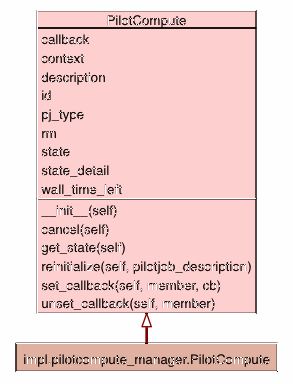 PilotCompute
callback
context
description
id
pj_type
rm
state
state_detail
wall_time_left
__init__(self)
cancel(self)
get_state(self)
reinitialize(self, pilotjob_description)
set_callback(self, member, cb)
unset_callback(self, member)
impl.pilotcompute_manager.PilotCompute